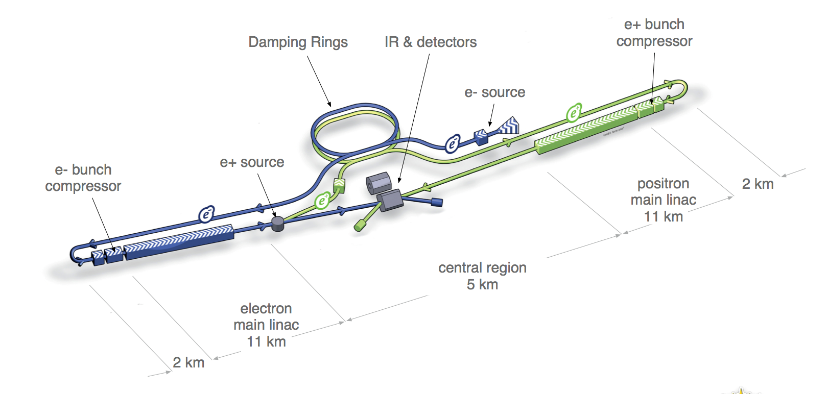 e+ bunch
compressor
Damping Rings
IR & detectors
e- source
e-
e+
e+ source
e- bunch
compressor
e-
e+
positron
main linac
11 km
2 km
central region
5 km
electron
main linac
11 km
2 km